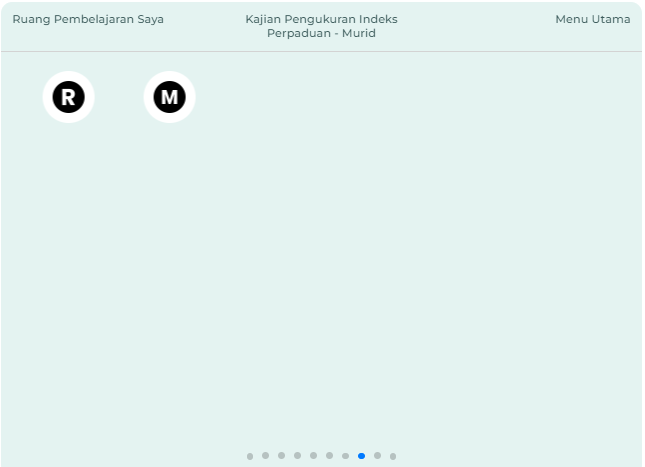 Ruang Pembelajaran Saya
Kajian Pengukuran Indeks
Perpaduan - Murid
Menu Utama
R
M